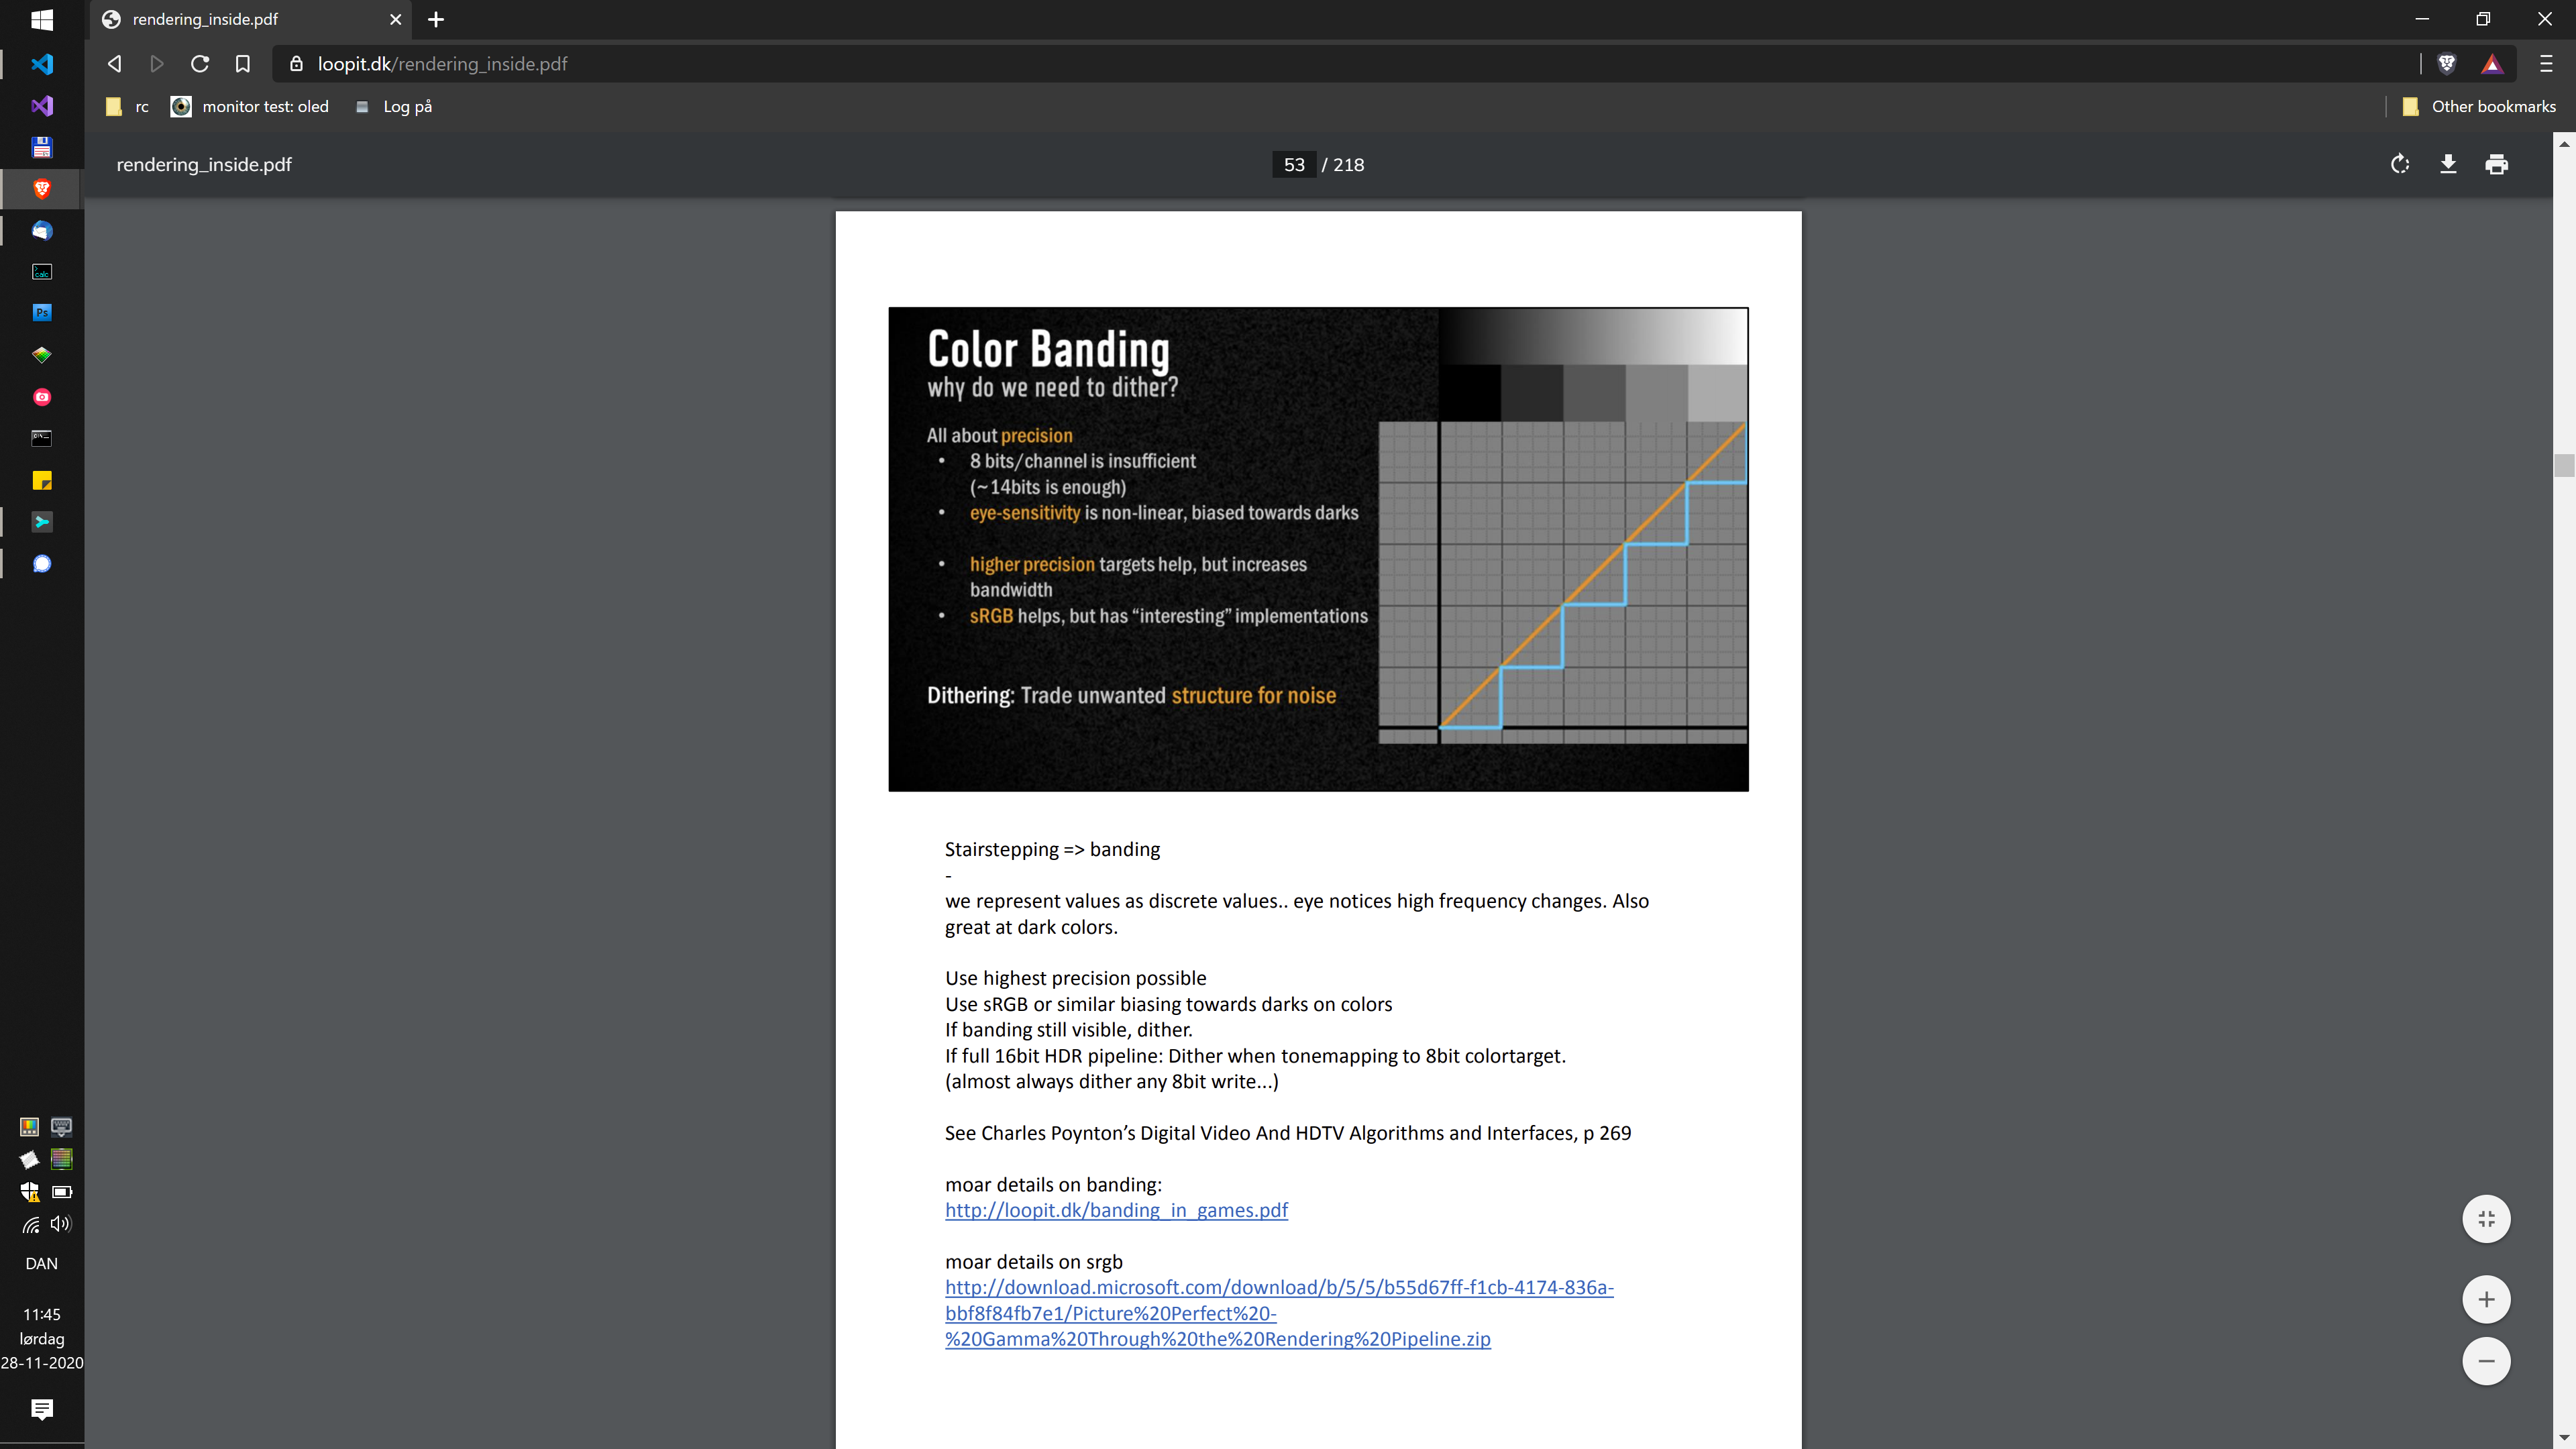 rendering_inside.pdf
loopit.dk/rendering_inside.pdf
rc
monitor test: oled
Log på
Other bookmarks
rendering_inside.pdf
53 / 218
Color Banding
why do we need to dither?
All about precision
• 8 bits/channel is insufficient
(~14bits is enough)
• eye-sensitivity is non-linear, biased towards darks
• higher precision targets help, but increases
bandwidth
• sRGB helps, but has “interesting” implementations
Dithering: Trade unwanted structure for noise
Stairstepping => banding
-
we represent values as discrete values.. eye notices high frequency changes. Also
great at dark colors.
Use highest precision possible
Use sRGB or similar biasing towards darks on colors
If banding still visible, dither.
If full 16bit HDR pipeline: Dither when tonemapping to 8bit colortarget.
(almost always dither any 8bit write...)
See Charles Poynton’s Digital Video And HDTV Algorithms and Interfaces, p 269
moar details on banding:
http://loopit.dk/banding_in_games.pdf
moar details on srgb
http://download.microsoft.com/download/b/5/5/b55d67ff-f1cb-4174-836a-
bbf8f84fb7e1/Picture%20Perfect%20-
%20Gamma%20Through%20the%20Rendering%20Pipeline.zip
calc
Ps
DAN
11:45
lørdag
28-11-2020